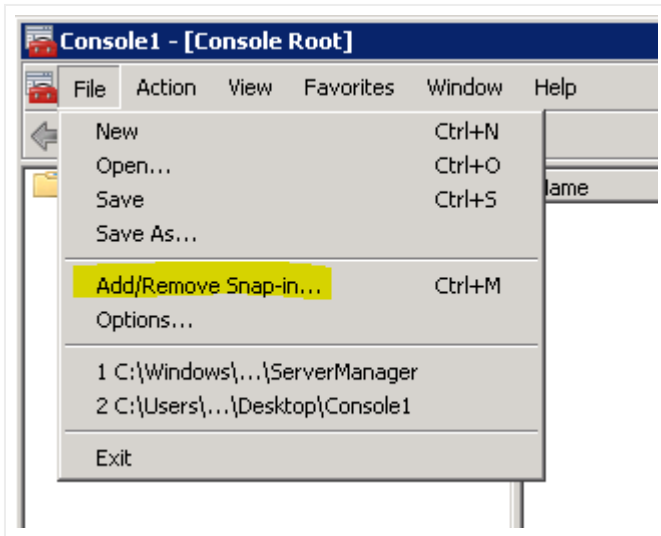 Console1 - [Console Root]
File Action View Favorites Window Help
New Ctrl+N
Open... Ctrl+O
Save Ctrl+S
Save As...
Add/Remove Snap-in... Ctrl+M
Options...
1 C:\Windows\...\ServerManager
2 C:\Users\...\Desktop\Console1
Exit